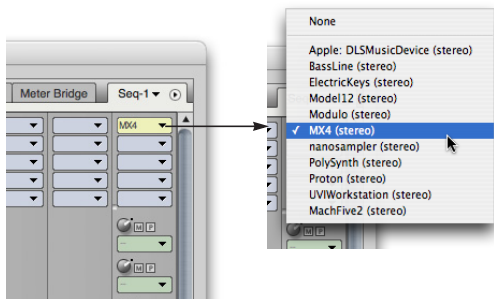 Meter Bridge
Seq-1
MX4
M P
M P
None
Apple: DLSMusicDevice (stereo)
BassLine (stereo)
ElectricKeys (stereo)
Model12 (stereo)
Modulo (stereo)
✓ MX4 (stereo)
nanosampler (stereo)
PolySynth (stereo)
Proton (stereo)
UVIWorkstation (stereo)
MachFive2 (stereo)